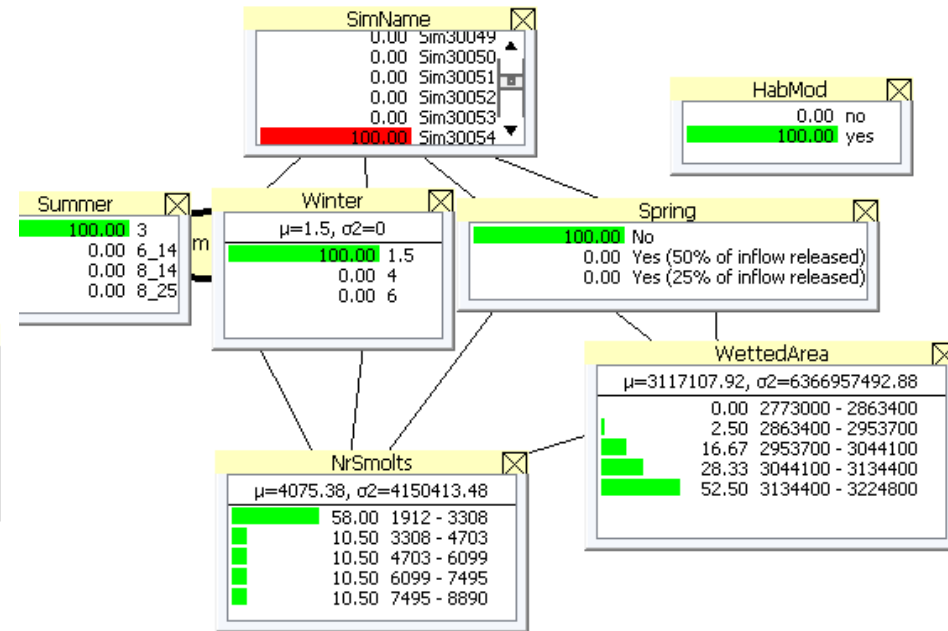 SimName
0.00 Sim30049
0.00 Sim30050
0.00 Sim30051
0.00 Sim30052
0.00 Sim30053
100.00 Sim30054
HabMod
0.00 no
100.00 yes
Summer
100.00 3
0.00 6_14
0.00 8_14
0.00 8_25
m
Winter
μ=1.5, σ2=0
100.00 1.5
0.00 4
0.00 6
Spring
100.00 No
0.00 Yes (50% of inflow released)
0.00 Yes (25% of inflow released)
WettedArea
μ=3117107.92, σ2=6366957492.88
0.00 2773000 - 2863400
2.50 2863400 - 2953700
16.67 2953700 - 3044100
28.33 3044100 - 3134400
52.50 3134400 - 3224800
NrSmolts
μ=4075.38, σ2=4150413.48
58.00 1912 - 3308
10.50 3308 - 4703
10.50 4703 - 6099
10.50 6099 - 7495
10.50 7495 - 8890